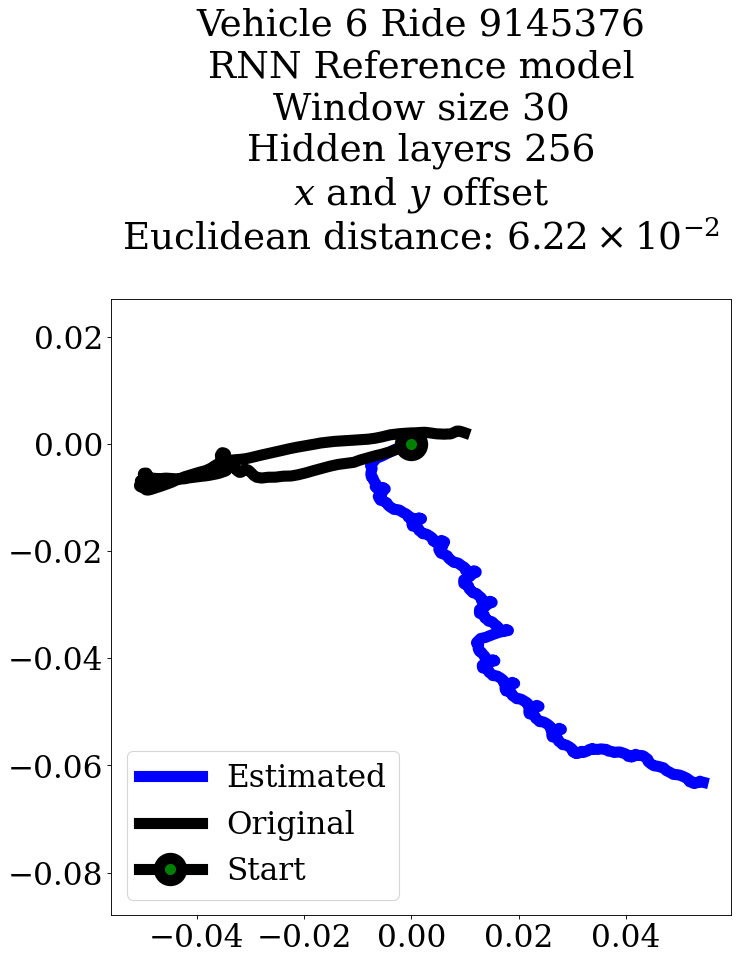 Vehicle 6 Ride 9145376
RNN Reference model
Window size 30
Hidden layers 256
x and y offset
Euclidean distance: 6.22 × 10⁻²
0.02
0.00
−0.02
−0.04
−0.06
−0.08
Estimated
Original
Start
−0.04 −0.02 0.00 0.02 0.04